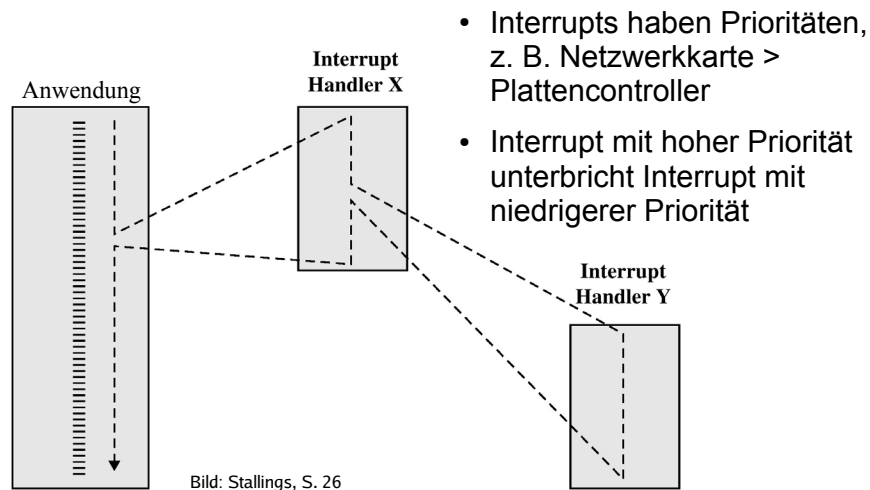 • Interrupts haben Prioritäten,
z. B. Netzwerkkarte >
Plattencontroller
• Interrupt mit hoher Priorität
unterbricht Interrupt mit
niedrigerer Priorität
Anwendung
Interrupt
Handler X
Interrupt
Handler Y
Bild: Stallings, S. 26